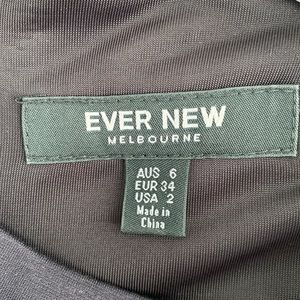 EVER NEW
MELBOURNE
AUS 6
EUR 34
USA 2
Made in
China